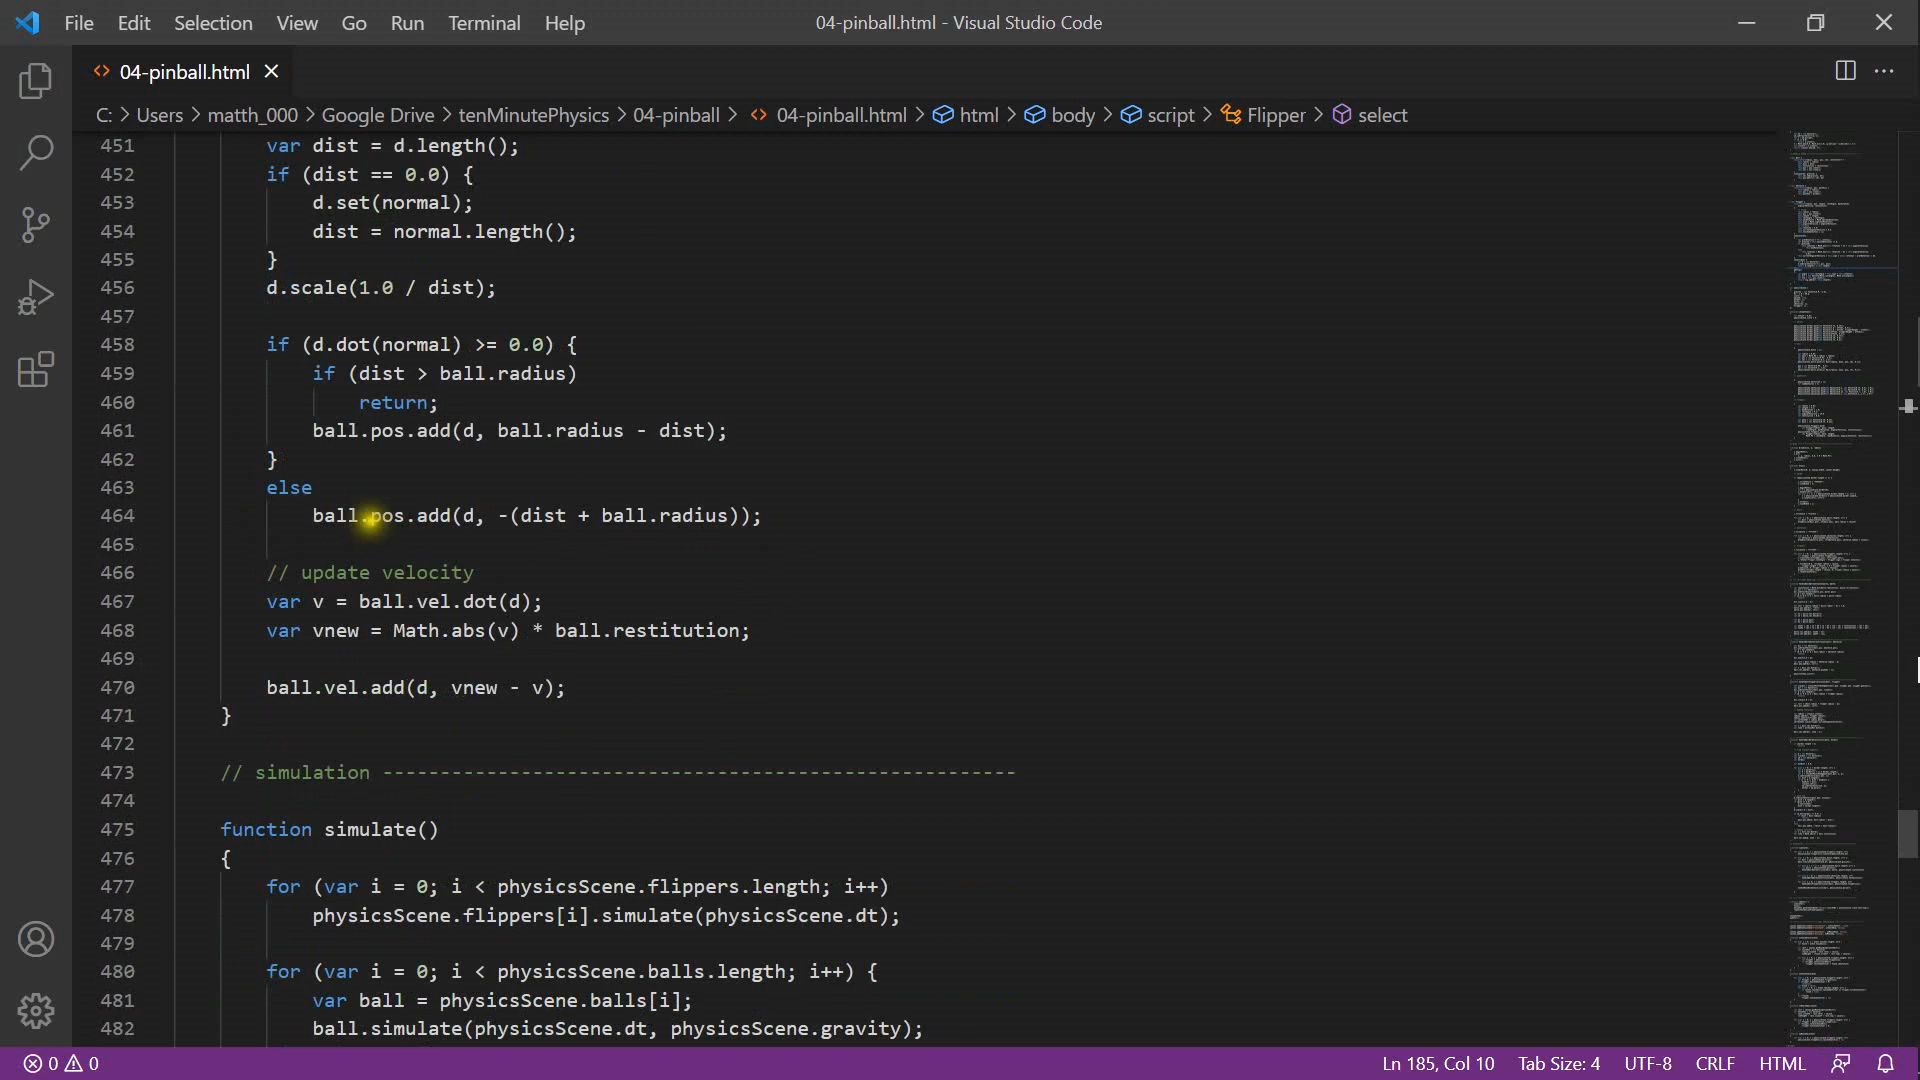 File Edit Selection View Go Run Terminal Help
04-pinball.html - Visual Studio Code
04-pinball.html
C: > Users > matth_000 > Google Drive > tenMinutePhysics > 04-pinball > 04-pinball.html > html > body > script > Flipper > select
451 var dist = d.length();
452 if (dist == 0.0) {
453 d.set(normal);
454 dist = normal.length();
455 }
456 d.scale(1.0 / dist);
457
458 if (d.dot(normal) >= 0.0) {
459 if (dist > ball.radius)
460 return;
461 ball.pos.add(d, ball.radius - dist);
462 }
463 else
464 ball.pos.add(d, -(dist + ball.radius));
465
466 // update velocity
467 var v = ball.vel.dot(d);
468 var vnew = Math.abs(v) * ball.restitution;
469
470 ball.vel.add(d, vnew - v);
471 }
472
473 // simulation -------------------------------------------------------
474
475 function simulate()
476 {
477 for (var i = 0; i < physicsScene.flippers.length; i++)
478 physicsScene.flippers[i].simulate(physicsScene.dt);
479
480 for (var i = 0; i < physicsScene.balls.length; i++) {
481 var ball = physicsScene.balls[i];
482 ball.simulate(physicsScene.dt, physicsScene.gravity);
0 0
Ln 185, Col 10 Tab Size: 4 UTF-8 CRLF HTML